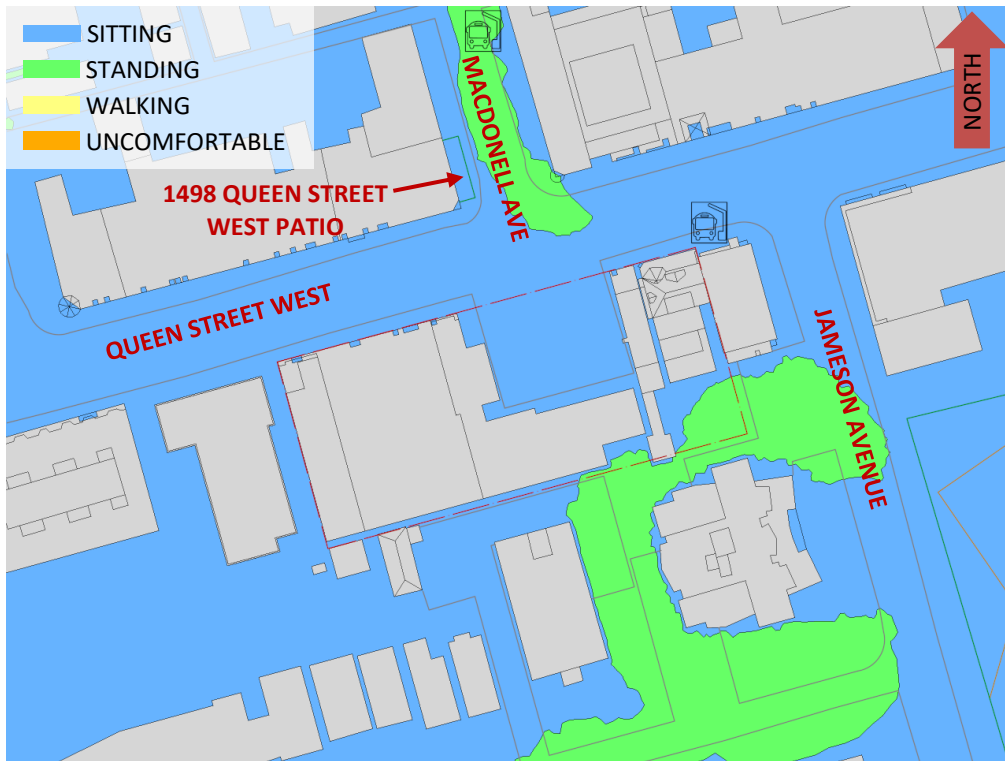 SITTING
STANDING
WALKING
UNCOMFORTABLE
NORTH
MACDONELL AVE
1498 QUEEN STREET
WEST PATIO
QUEEN STREET WEST
JAMESON AVENUE